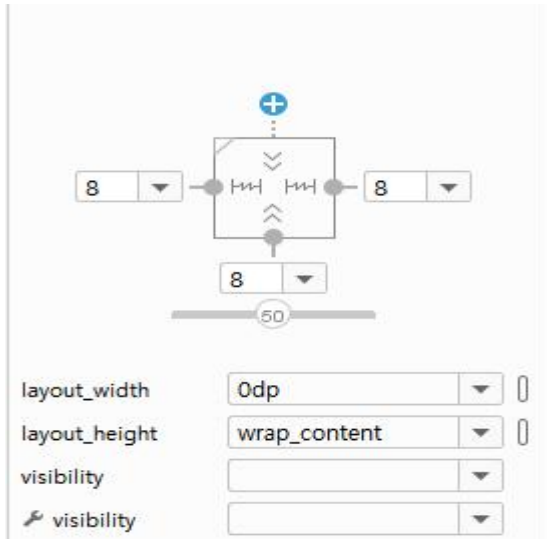 8 8
8
50
layout_width 0dp
layout_height wrap_content
visibility
visibility